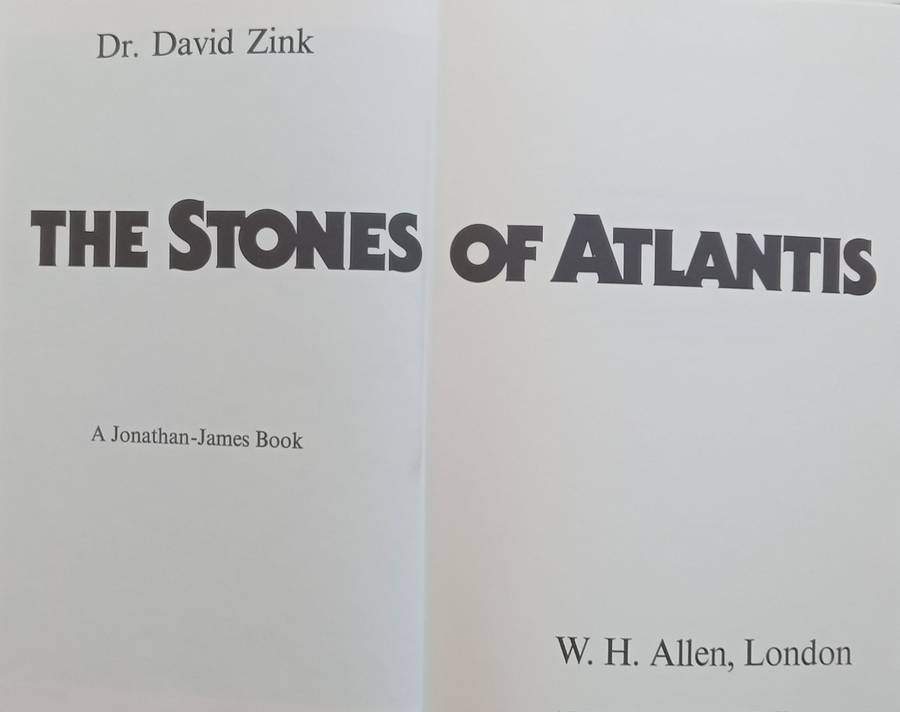 Dr. David Zink
THE STONES OF ATLANTIS
A Jonathan-James Book
W. H. Allen, London